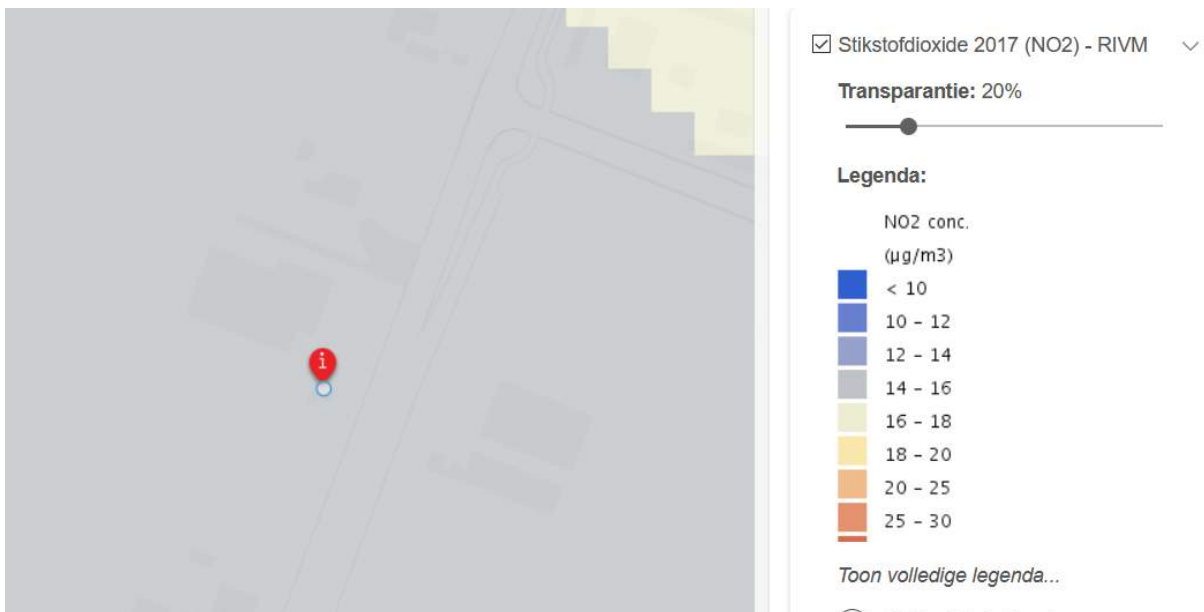 Stikstofdioxide 2017 (NO2) - RIVM
Transparantie: 20%
Legenda:
NO2 conc.
(µg/m3)
< 10
10 - 12
12 - 14
14 - 16
16 - 18
18 - 20
20 - 25
25 - 30
Toon volledige legenda...
i